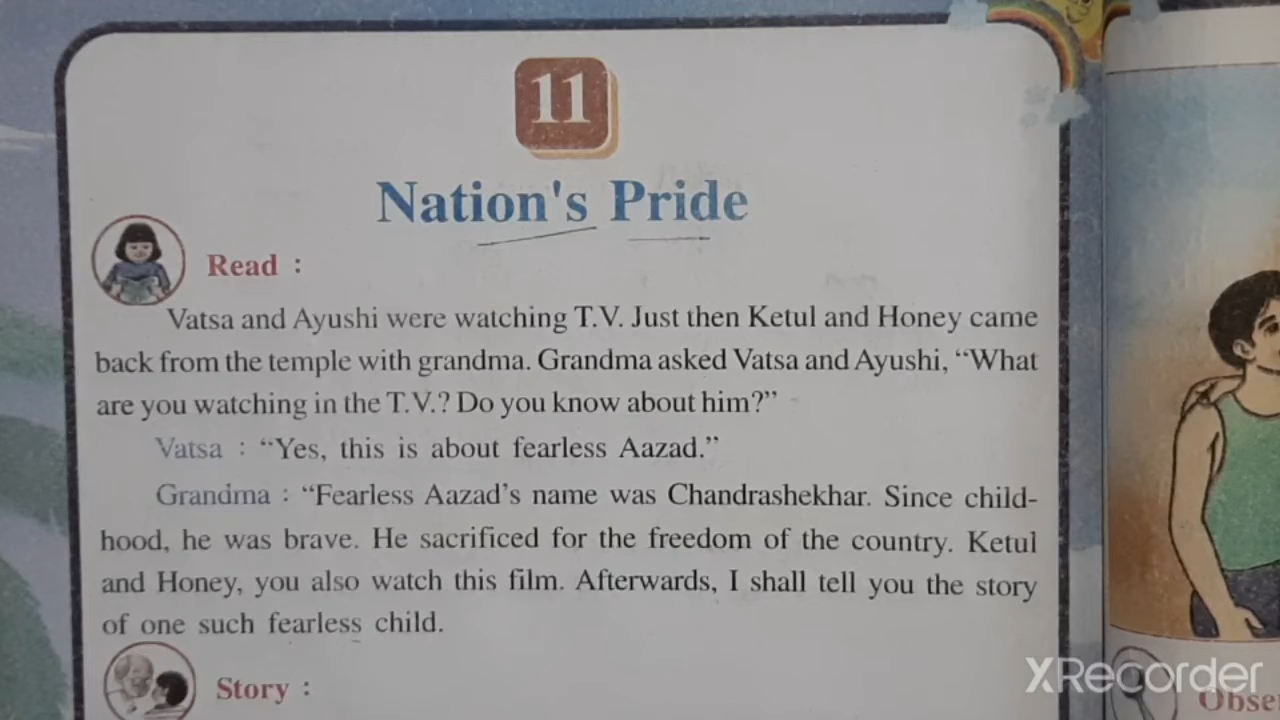 11
Nation's Pride
Read :
Vatsa and Ayushi were watching T.V. Just then Ketul and Honey came
back from the temple with grandma. Grandma asked Vatsa and Ayushi, “What
are you watching in the T.V.? Do you know about him?”
Vatsa : “Yes, this is about fearless Aazad.”
Grandma : “Fearless Aazad’s name was Chandrashekhar. Since child-
hood, he was brave. He sacrificed for the freedom of the country. Ketul
and Honey, you also watch this film. Afterwards, I shall tell you the story
of one such fearless child.
Story :
XRecorder